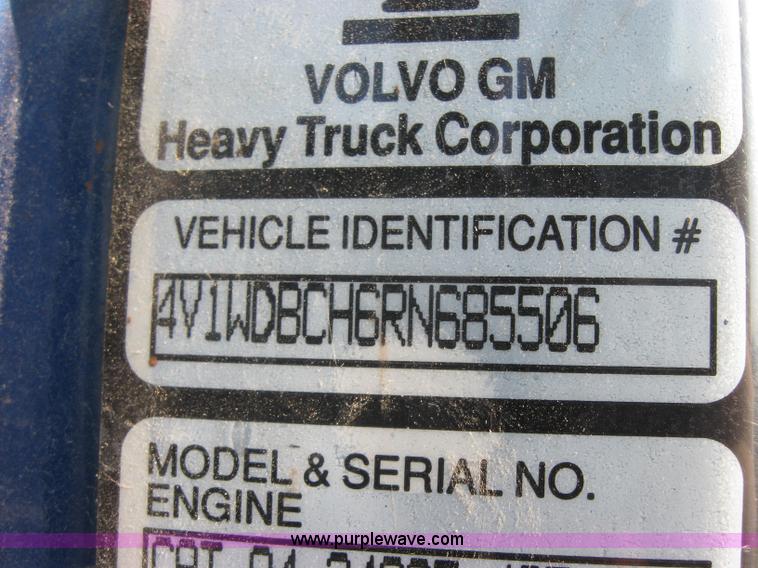 VOLVO GM
Heavy Truck Corporation
VEHICLE IDENTIFICATION #
4V1WDBCH6RN685506
MODEL & SERIAL NO.
ENGINE
www.purplewave.com